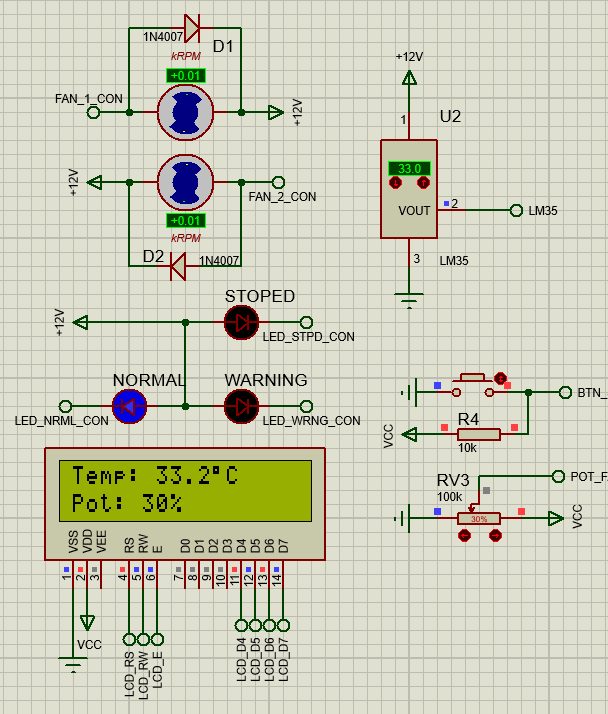 1N4007
D1
kRPM
+0.01
FAN_1_CON
+12V
+12V
FAN_2_CON
+0.01
kRPM
D2
1N4007
+12V
1
U2
33.0
VOUT
2
LM35
3
LM35
STOPED
+12V
LED_STPD_CON
NORMAL
WARNING
LED_NRML_CON
LED_WRNG_CON
BTN_
R4
VCC
10k
RV3
100k
POT_F
30%
VCC
Temp: 33.2°C
Pot: 30%
VSS VDD VEE RS RW E D0 D1 D2 D3 D4 D5 D6 D7
1 2 3 4 5 6 7 8 9 10 11 12 13 14
VCC
LCD_RS LCD_RW LCD_E LCD_D4 LCD_D5 LCD_D6 LCD_D7